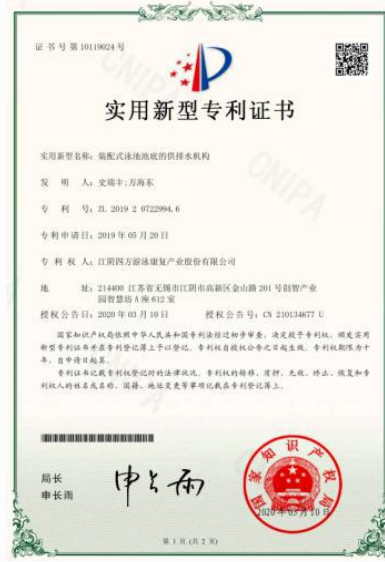 证书号第10119024号
实用新型专利证书
实用新型名称：装配式泳池池底的供排水机构
发 明 人：史瑞丰;万海东
专 利 号：ZL 2019 2 0722994.6
专利申请日：2019年05月20日
专 利 权 人：江阴四方游泳康复产业股份有限公司
地 址：214400 江苏省无锡市江阴市高新区金山路201号创智产业
园智慧坊A座612室
授权公告日：2020年03月10日 授权公告号：CN 210134877 U
国家知识产权局依照中华人民共和国专利法经过初步审查，决定授予专利权，颁发实用
新型专利证书并在专利登记簿上予以登记。专利权自授权公告之日起生效。专利权期限为十
年，自申请日起算。
专利证书记载专利权登记时的法律状况。专利权的转移、质押、无效、终止、恢复和专
利权人的姓名或名称、国籍、地址变更等事项记载在专利登记簿上。
局长
申长雨
申长雨
国家知识产权局
2020年03月10日
第 1 页 (共 2 页)
CNIPA
CNIPA